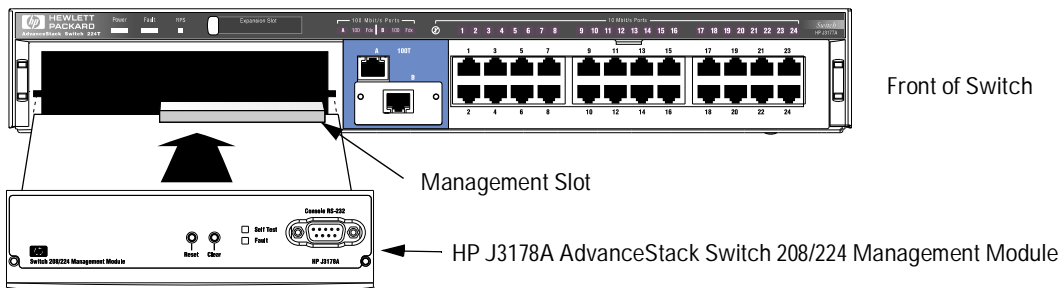 HEWLETT PACKARD
AdvanceStack Switch 224T
Power Fault RPS
Expansion Slot
100 Mbit/s Ports
A 100 Fdx B 100 Fdx
10 Mbit/s Ports
1 2 3 4 5 6 7 8 9 10 11 12 13 14 15 16 17 18 19 20 21 22 23 24
Switch
HP J3177A
A 100T
B
1 3 5 7 9 11 13 15 17 19 21 23
2 4 6 8 10 12 14 16 18 20 22 24
Front of Switch
Management Slot
Console RS-232
Self Test
Fault
Reset Clear
Switch 208/224 Management Module
HP J3178A
HP J3178A AdvanceStack Switch 208/224 Management Module